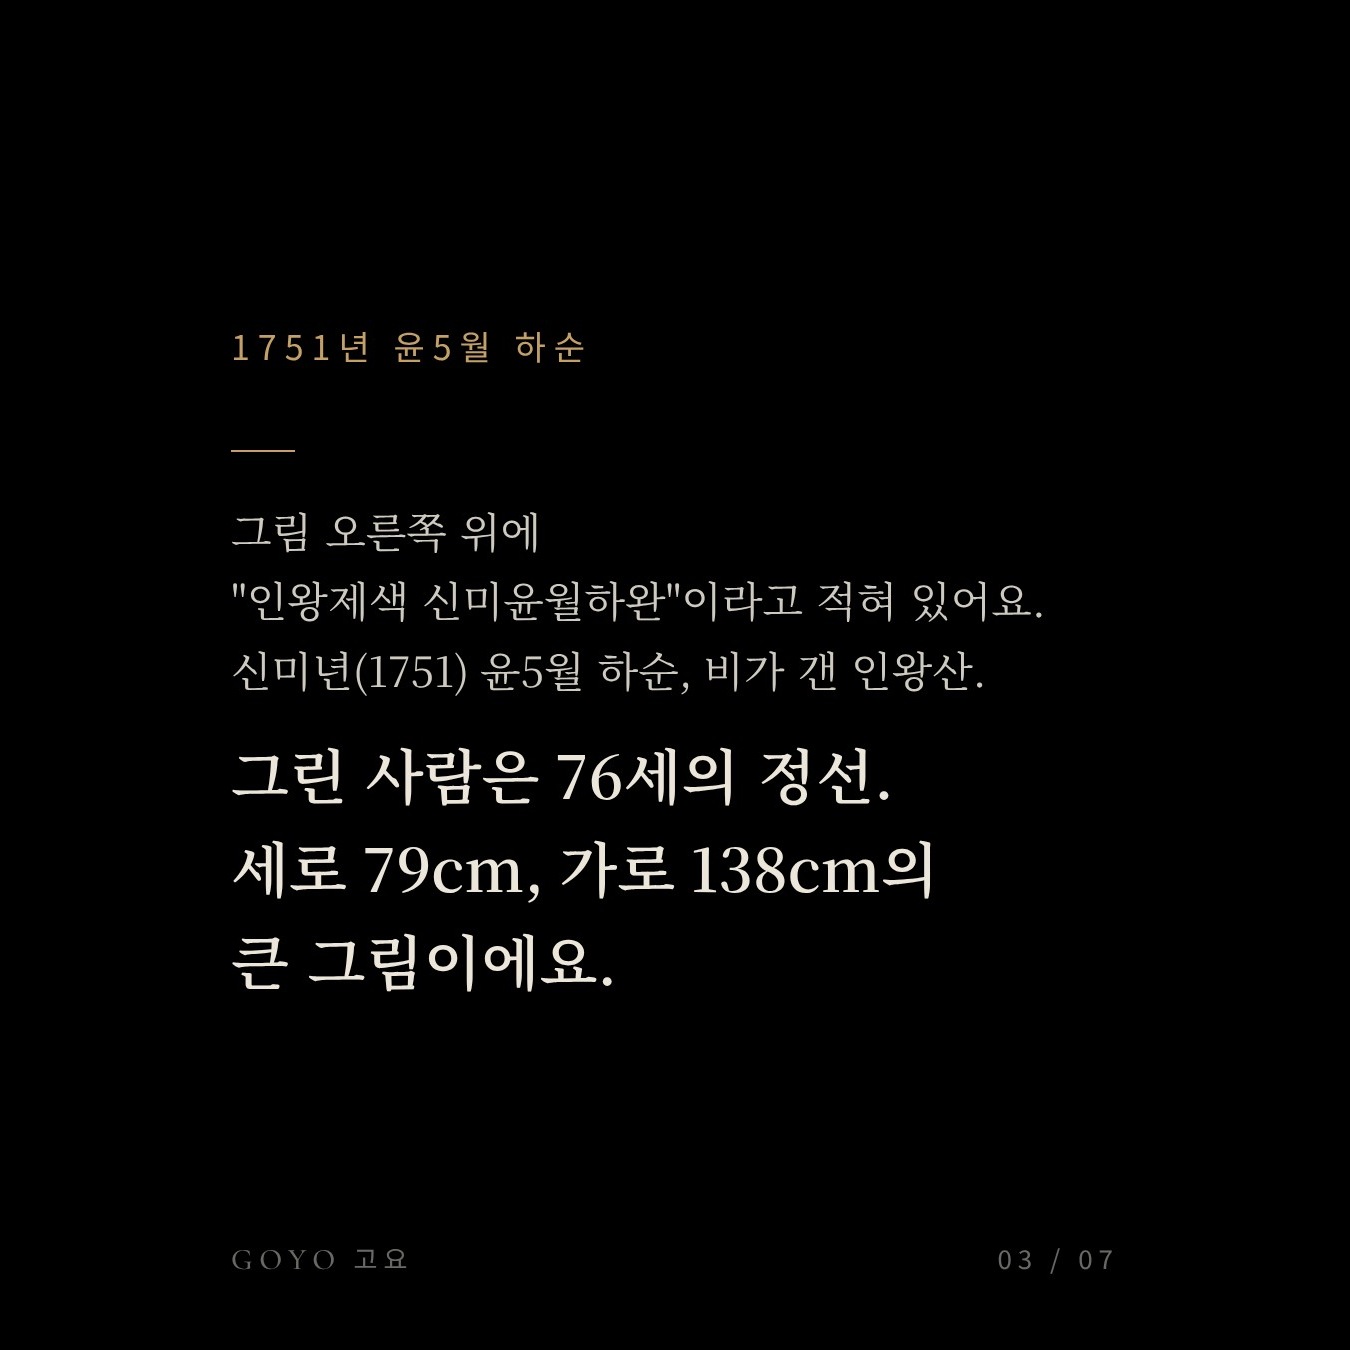 1751년 윤5월 하순
그림 오른쪽 위에
"인왕제색 신미윤월하완"이라고 적혀 있어요.
신미년(1751) 윤5월 하순, 비가 갠 인왕산.
그린 사람은 76세의 정선.
세로 79cm, 가로 138cm의
큰 그림이에요.
GOYO 고요
03 / 07